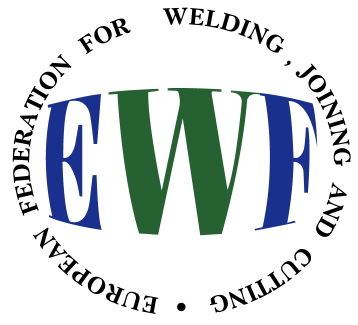 EUROPEAN FEDERATION FOR WELDING, JOINING AND CUTTING •
EWF